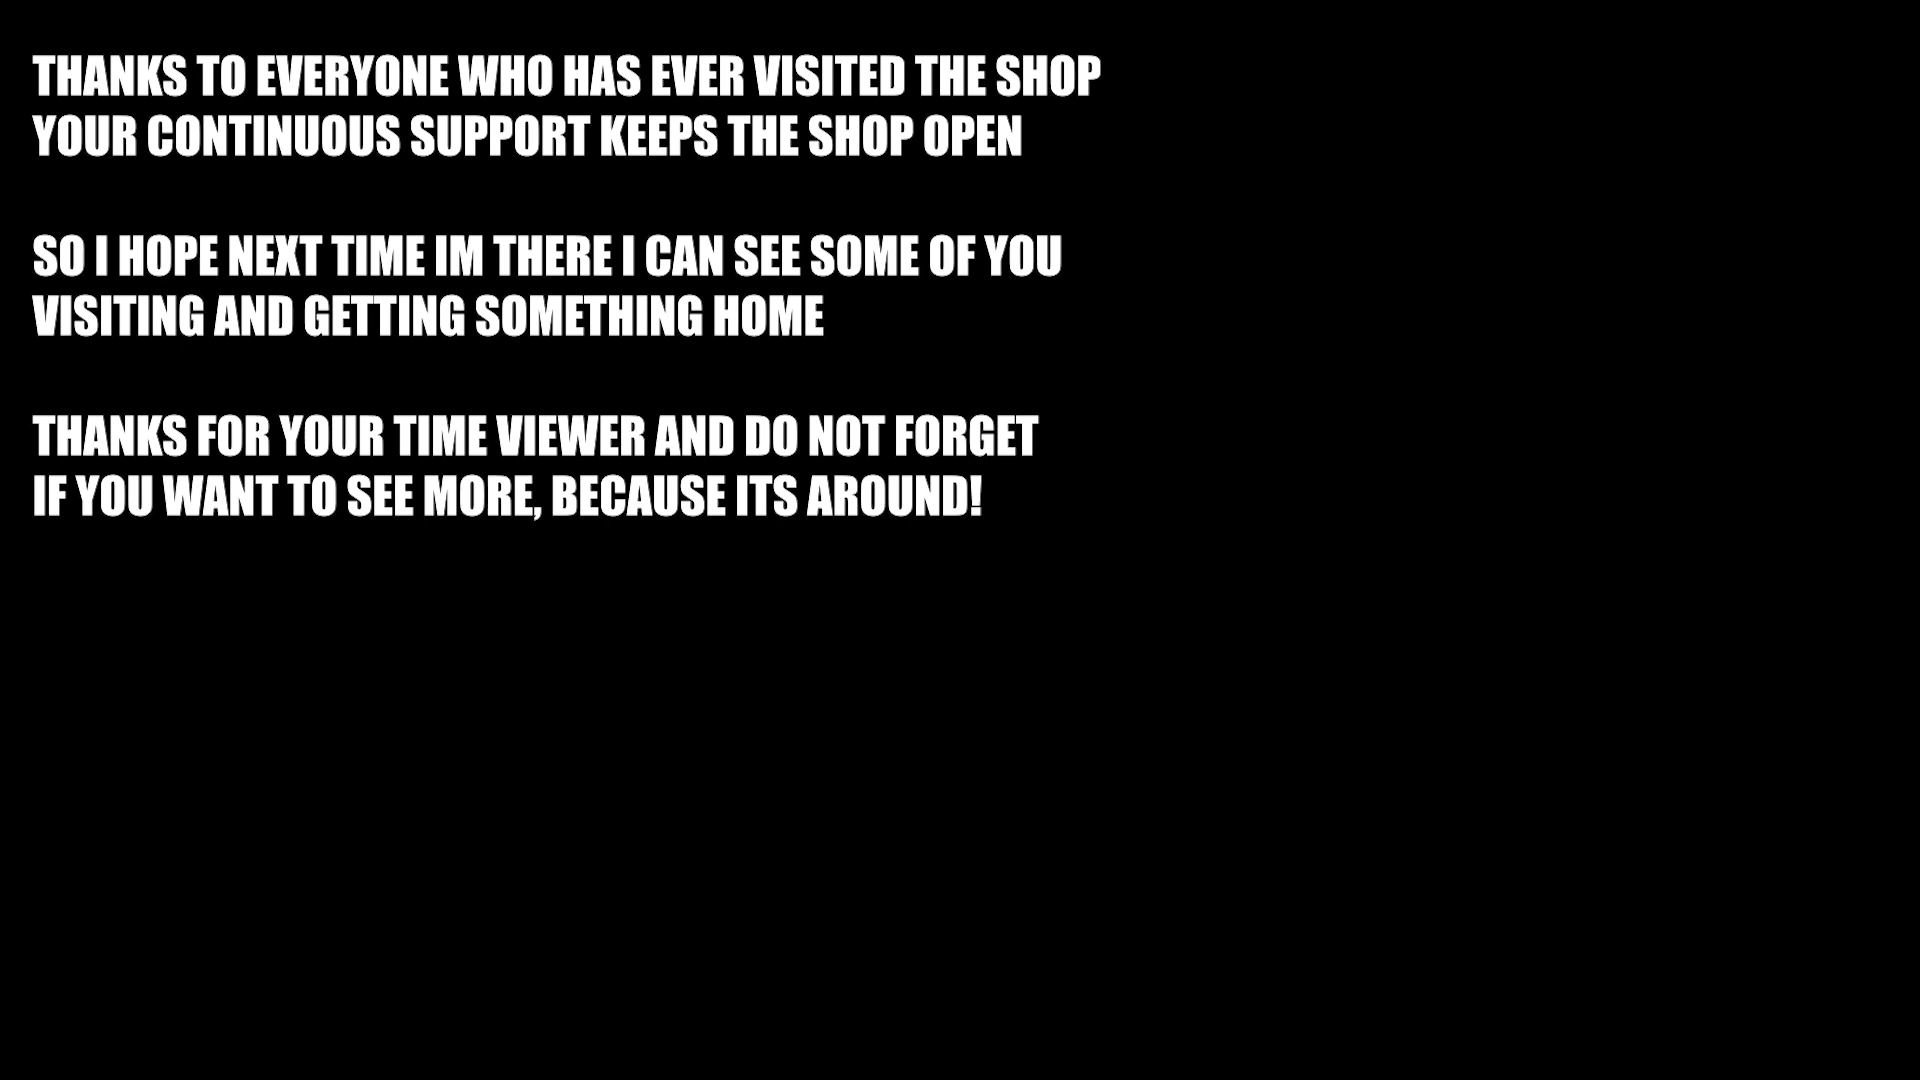 THANKS TO EVERYONE WHO HAS EVER VISITED THE SHOP
YOUR CONTINUOUS SUPPORT KEEPS THE SHOP OPEN
SO I HOPE NEXT TIME IM THERE I CAN SEE SOME OF YOU
VISITING AND GETTING SOMETHING HOME
THANKS FOR YOUR TIME VIEWER AND DO NOT FORGET
IF YOU WANT TO SEE MORE, BECAUSE ITS AROUND!